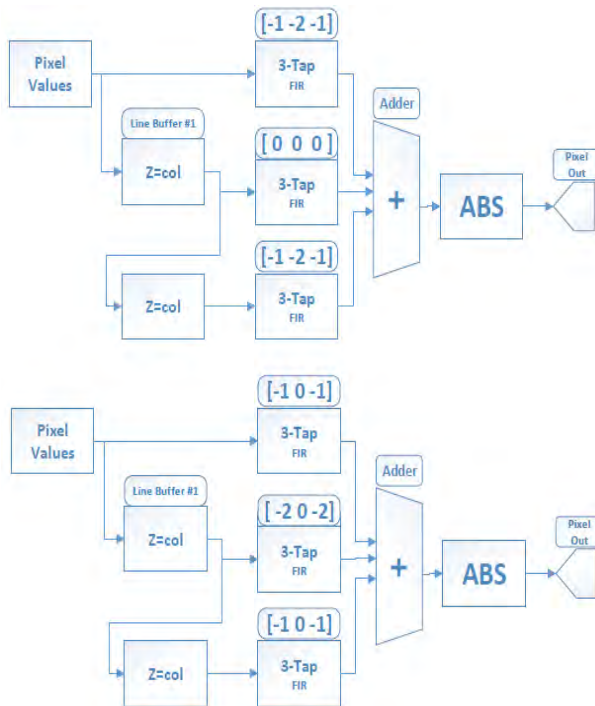 [-1 -2 -1]
Pixel
Values
3-Tap
FIR
Adder
Line Buffer #1
[ 0 0 0 ]
Z=col
3-Tap
FIR
+
ABS
Pixel
Out
[-1 -2 -1]
Z=col
3-Tap
FIR
[-1 0 -1]
Pixel
Values
3-Tap
FIR
Adder
Line Buffer #1
[ -2 0 -2]
Z=col
3-Tap
FIR
+
ABS
Pixel
Out
[-1 0 -1]
Z=col
3-Tap
FIR